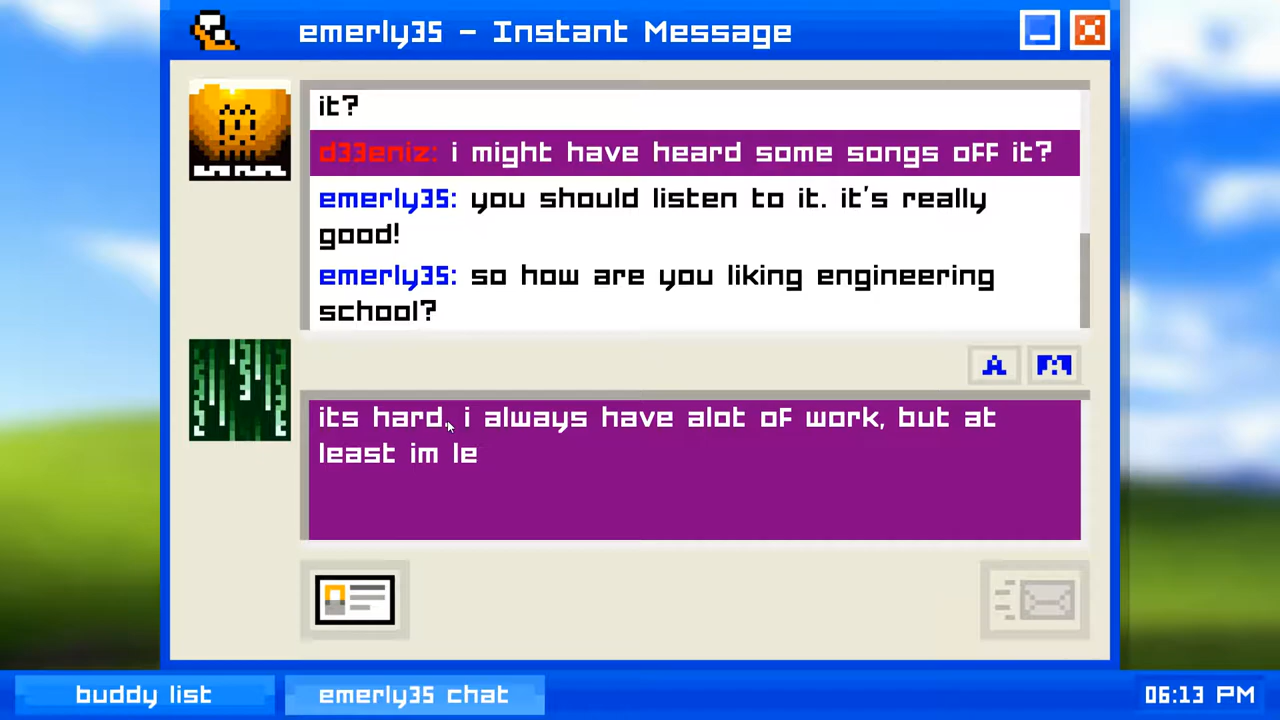 emerly35 – Instant Message
it?
d33eniz: i might have heard some songs off it?
emerly35: you should listen to it. it's really
good!
emerly35: so how are you liking engineering
school?
A
its hard. i always have alot of work, but at
least im le
buddy list
emerly35 chat
06:13 PM